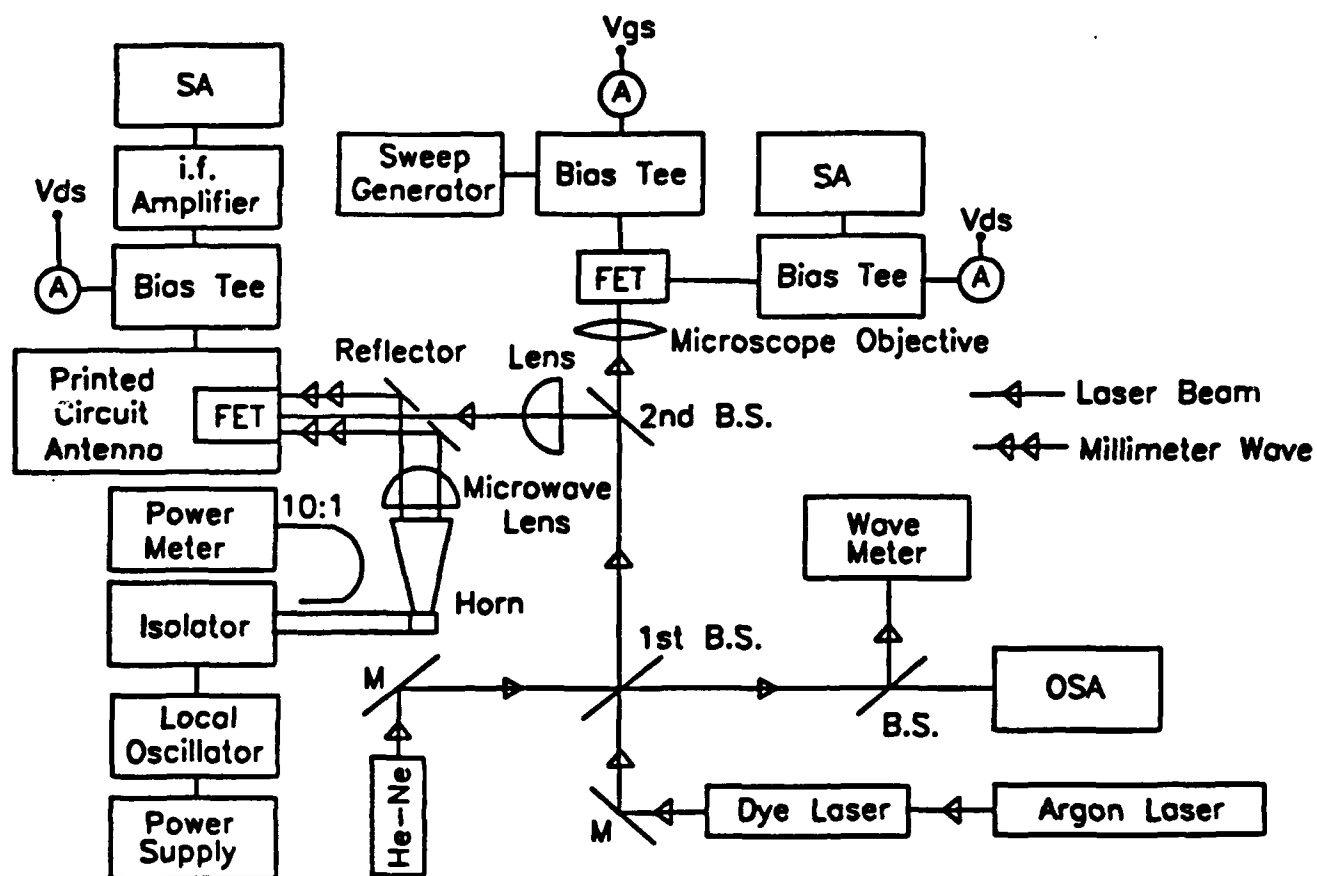 Vgs
A
SA
Sweep
Generator
Bias Tee
SA
i.f.
Amplifier
Vds
Vds
A
Bias Tee
FET
Bias Tee
A
Microscope Objective
Reflector
Lens
Printed
Circuit
Antenna
FET
2nd B.S.
Laser Beam
Millimeter Wave
Microwave
Lens
10:1
Power
Meter
Wave
Meter
Horn
Isolator
1st B.S.
M
OSA
B.S.
Local
Oscillator
He-Ne
M
Dye Laser
Argon Laser
Power
Supply